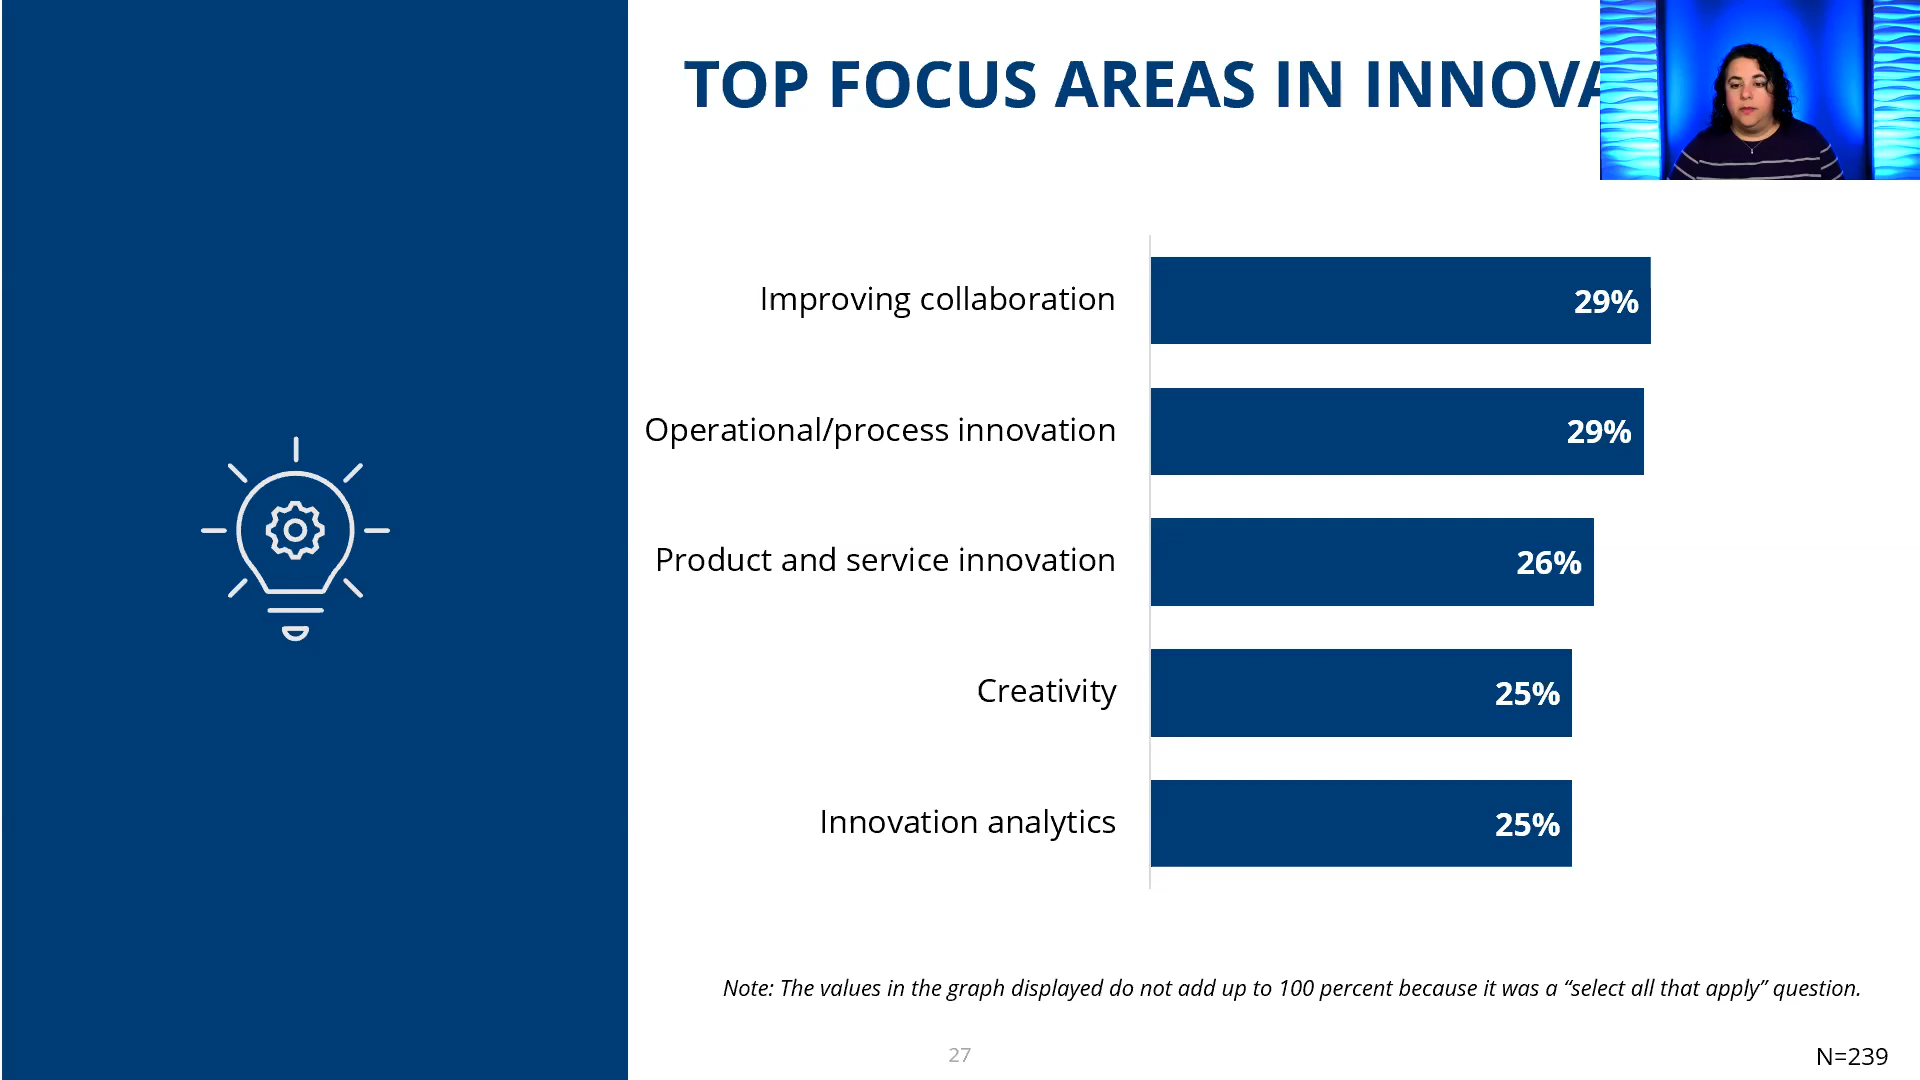 TOP FOCUS AREAS IN
Improving collaboration 29%
Operational/process innovation 29%
Product and service innovation 26%
Creativity 25%
Innovation analytics 25%
Note: The values in the graph displayed do not add up to 100 percent because it was a “select all that apply” question.
27
N=239